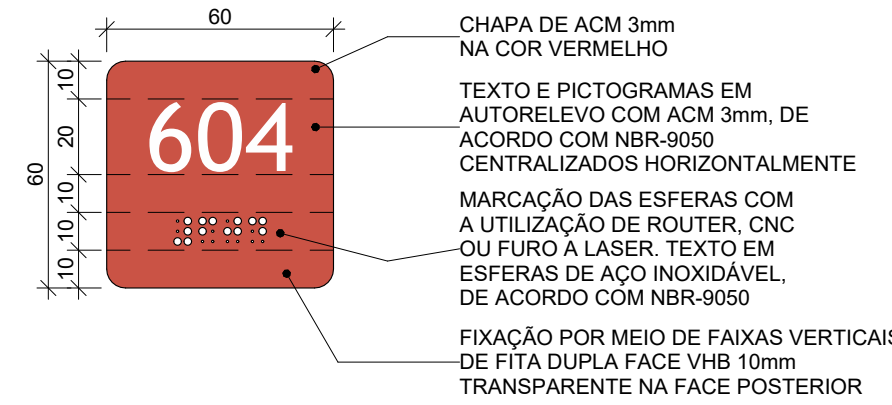 60
CHAPA DE ACM 3mm
NA COR VERMELHO
10
20
10
10
10
60
604
TEXTO E PICTOGRAMAS EM
AUTORELEVO COM ACM 3mm, DE
ACORDO COM NBR-9050
CENTRALIZADOS HORIZONTALMENTE
MARCAÇÃO DAS ESFERAS COM
A UTILIZAÇÃO DE ROUTER, CNC
OU FURO A LASER. TEXTO EM
ESFERAS DE AÇO INOXIDÁVEL,
DE ACORDO COM NBR-9050
FIXAÇÃO POR MEIO DE FAIXAS VERTICAIS
DE FITA DUPLA FACE VHB 10mm
TRANSPARENTE NA FACE POSTERIOR